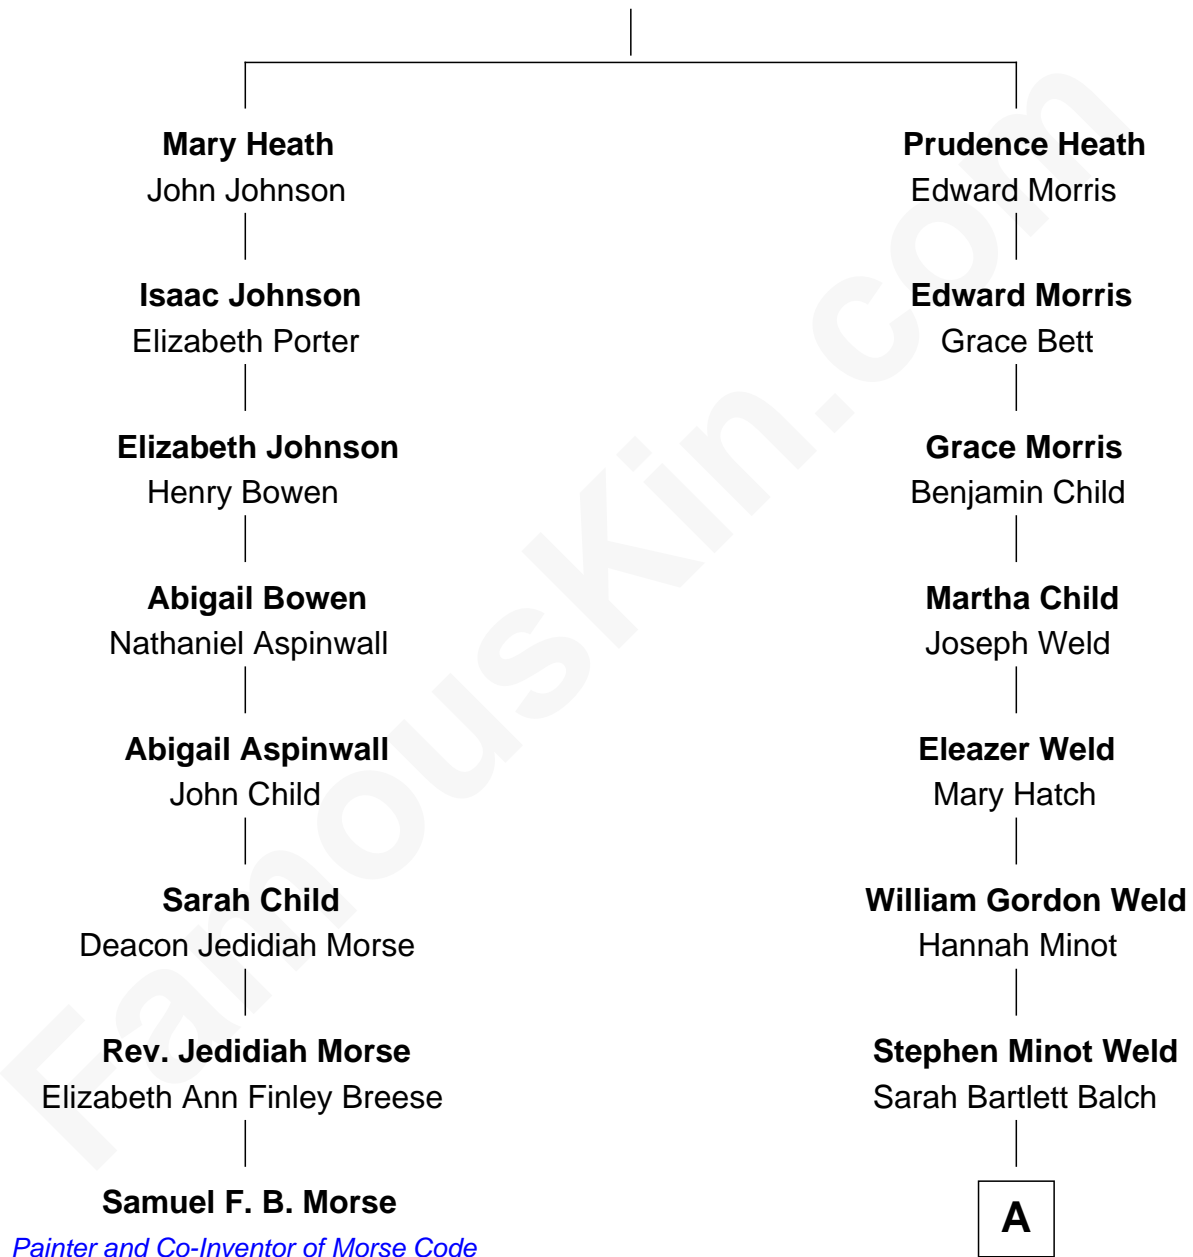 Mary Heath
John Johnson
Isaac Johnson
Elizabeth Porter
Elizabeth Johnson
Henry Bowen
Abigail Bowen
Nathaniel Aspinwall
Abigail Aspinwall
John Child
Sarah Child
Deacon Jedidiah Morse
Rev. Jedidiah Morse
Elizabeth Ann Finley Breese
Samuel F. B. Morse
Painter and Co-Inventor of Morse Code
Prudence Heath
Edward Morris
Edward Morris
Grace Bett
Grace Morris
Benjamin Child
Martha Child
Joseph Weld
Eleazer Weld
Mary Hatch
William Gordon Weld
Hannah Minot
Stephen Minot Weld
Sarah Bartlett Balch
A
FamousKin.com